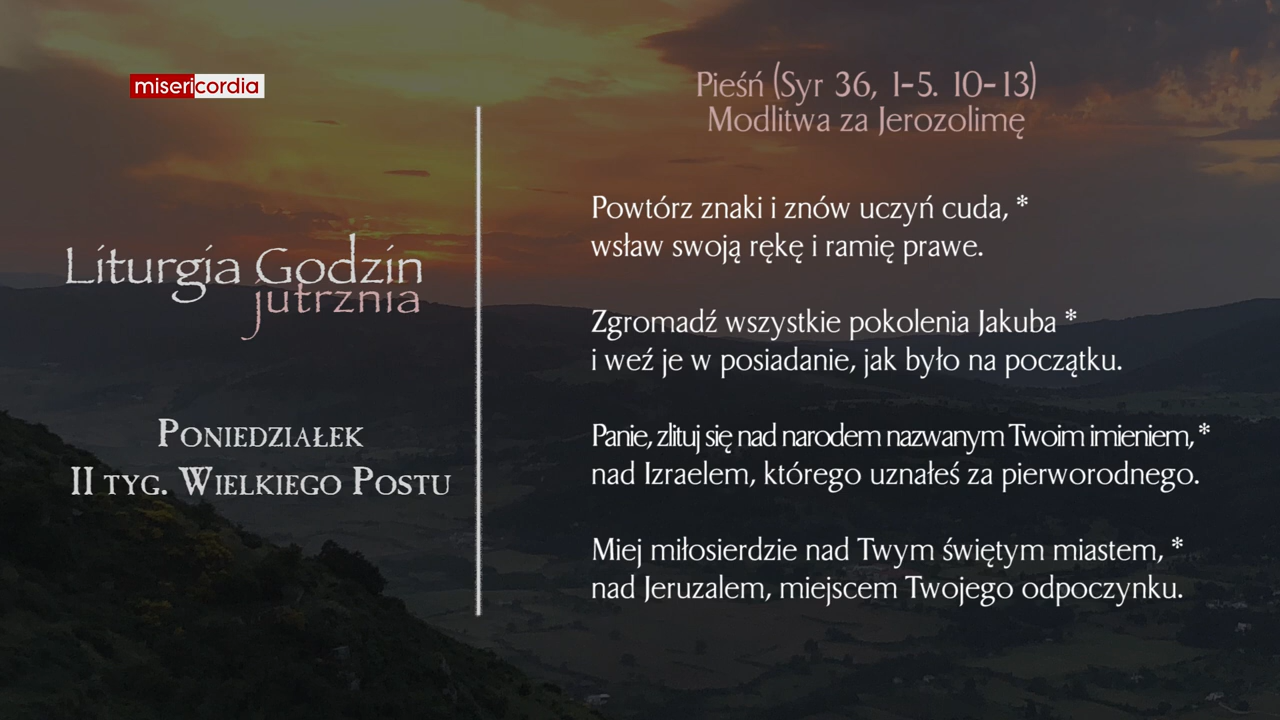 misericordia
Liturgia Godzin
jutrznia
Poniedziałek
II tyg. Wielkiego Postu
Pieśń (Syr 36, 1-5. 10-13)
Modlitwa za Jerozolimę
Powtórz znaki i znów uczyń cuda, *
wsław swoją rękę i ramię prawe.
Zgromadź wszystkie pokolenia Jakuba *
i weź je w posiadanie, jak było na początku.
Panie, zlituj się nad narodem nazwanym Twoim imieniem, *
nad Izraelem, którego uznałeś za pierworodnego.
Miej miłosierdzie nad Twym świętym miastem, *
nad Jeruzalem, miejscem Twojego odpoczynku.